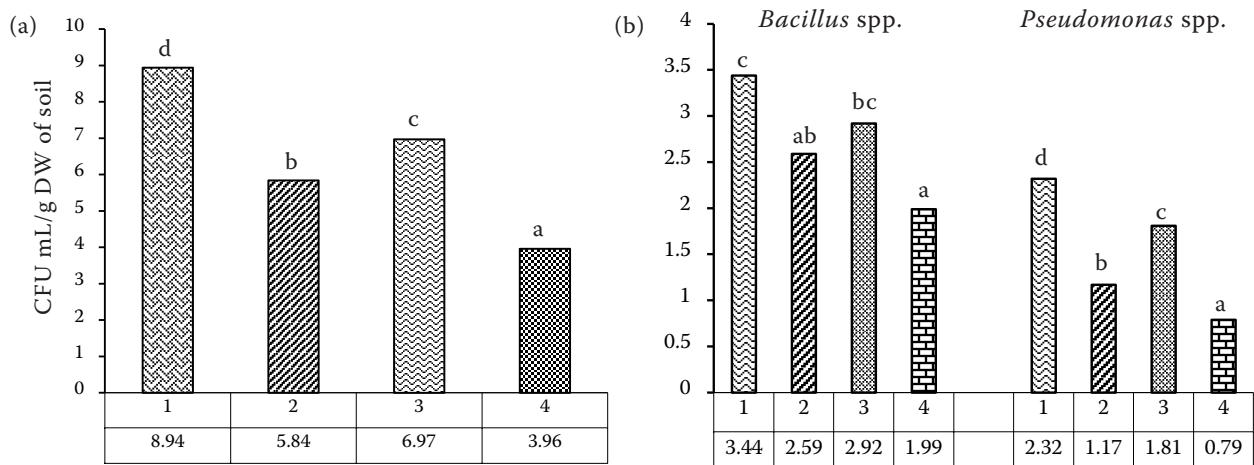 (a)
CFU mL/g DW of soil
10
9
8
7
6
5
4
3
2
1
0
d
b
c
a
1 2 3 4
8.94 5.84 6.97 3.96
(b)
Bacillus spp. Pseudomonas spp.
4
3.5
3
2.5
2
1.5
1
0.5
0
c
ab
bc
a
d
b
c
a
1 2 3 4 1 2 3 4
3.44 2.59 2.92 1.99 2.32 1.17 1.81 0.79